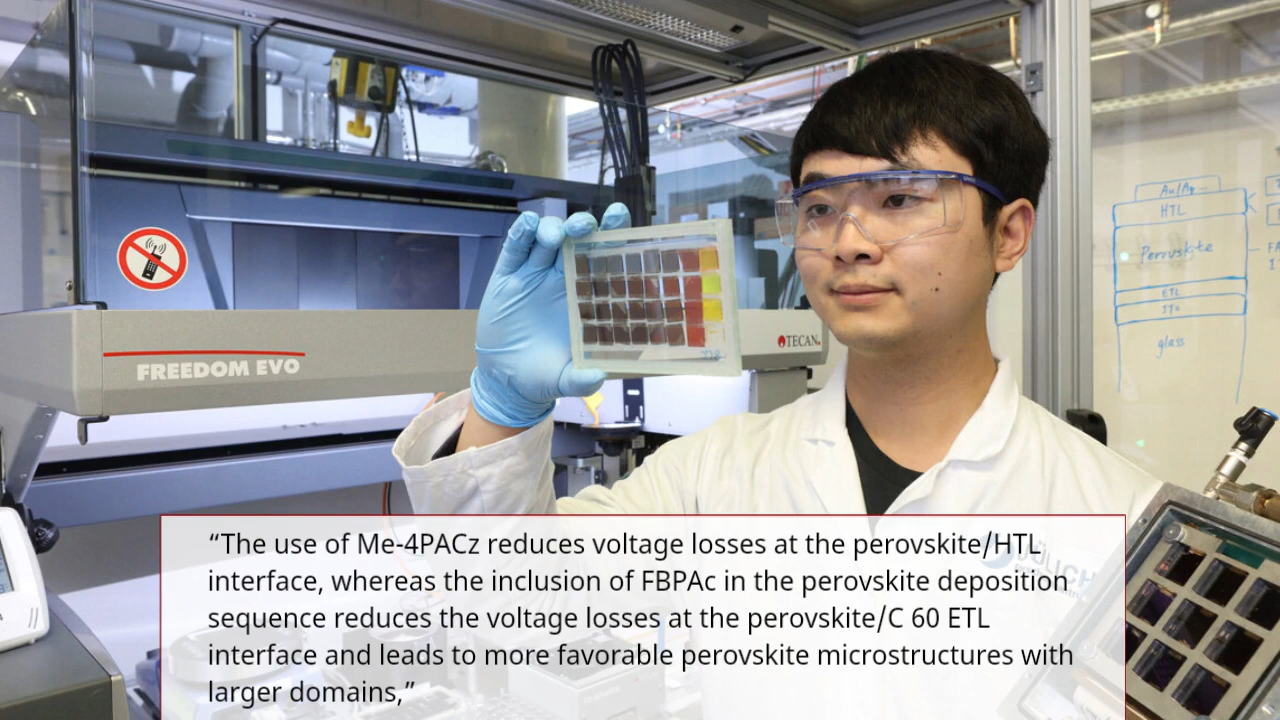 FREEDOM EVO
TECAN.
Au/Ag
HTL
Perovskite
ETL
ITO
glass
“The use of Me-4PACz reduces voltage losses at the perovskite/HTL
interface, whereas the inclusion of FBPAc in the perovskite deposition
sequence reduces the voltage losses at the perovskite/C 60 ETL
interface and leads to more favorable perovskite microstructures with
larger domains,”
JÜLICH